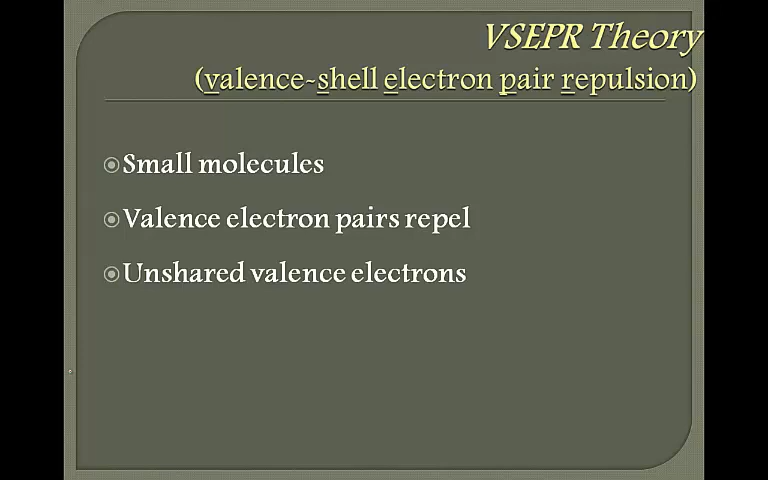 VSEPR Theory
(valence-shell electron pair repulsion)
Small molecules
Valence electron pairs repel
Unshared valence electrons